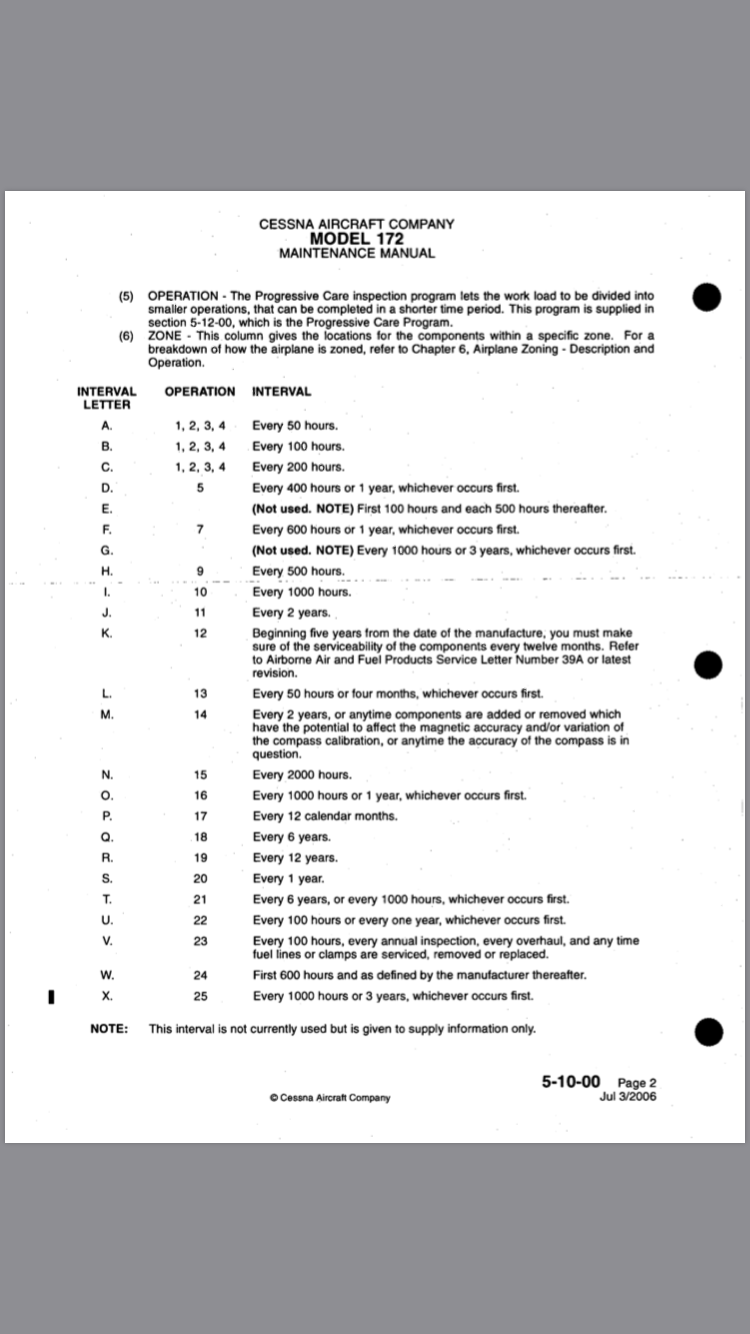 CESSNA AIRCRAFT COMPANY
MODEL 172
MAINTENANCE MANUAL
(5) OPERATION - The Progressive Care inspection program lets the work load to be divided into
smaller operations, that can be completed in a shorter time period. This program is supplied in
section 5-12-00, which is the Progressive Care Program.
(6) ZONE - This column gives the locations for the components within a specific zone. For a
breakdown of how the airplane is zoned, refer to Chapter 6, Airplane Zoning - Description and
Operation.
INTERVAL OPERATION INTERVAL
LETTER
A. 1, 2, 3, 4 Every 50 hours.
B. 1, 2, 3, 4 Every 100 hours.
C. 1, 2, 3, 4 Every 200 hours.
D. 5 Every 400 hours or 1 year, whichever occurs first.
E. (Not used. NOTE) First 100 hours and each 500 hours thereafter.
F. 7 Every 600 hours or 1 year, whichever occurs first.
G. (Not used. NOTE) Every 1000 hours or 3 years, whichever occurs first.
H. 9 Every 500 hours.
I. 10 Every 1000 hours.
J. 11 Every 2 years.
K. 12 Beginning five years from the date of the manufacture, you must make
sure of the serviceability of the components every twelve months. Refer
to Airborne Air and Fuel Products Service Letter Number 39A or latest
revision.
L. 13 Every 50 hours or four months, whichever occurs first.
M. 14 Every 2 years, or anytime components are added or removed which
have the potential to affect the magnetic accuracy and/or variation of
the compass calibration, or anytime the accuracy of the compass is in
question.
N. 15 Every 2000 hours.
O. 16 Every 1000 hours or 1 year, whichever occurs first.
P. 17 Every 12 calendar months.
Q. 18 Every 6 years.
R. 19 Every 12 years.
S. 20 Every 1 year.
T. 21 Every 6 years, or every 1000 hours, whichever occurs first.
U. 22 Every 100 hours or every one year, whichever occurs first.
V. 23 Every 100 hours, every annual inspection, every overhaul, and any time
fuel lines or clamps are serviced, removed or replaced.
W. 24 First 600 hours and as defined by the manufacturer thereafter.
X. 25 Every 1000 hours or 3 years, whichever occurs first.
NOTE: This interval is not currently used but is given to supply information only.
5-10-00 Page 2
© Cessna Aircraft Company Jul 3/2006